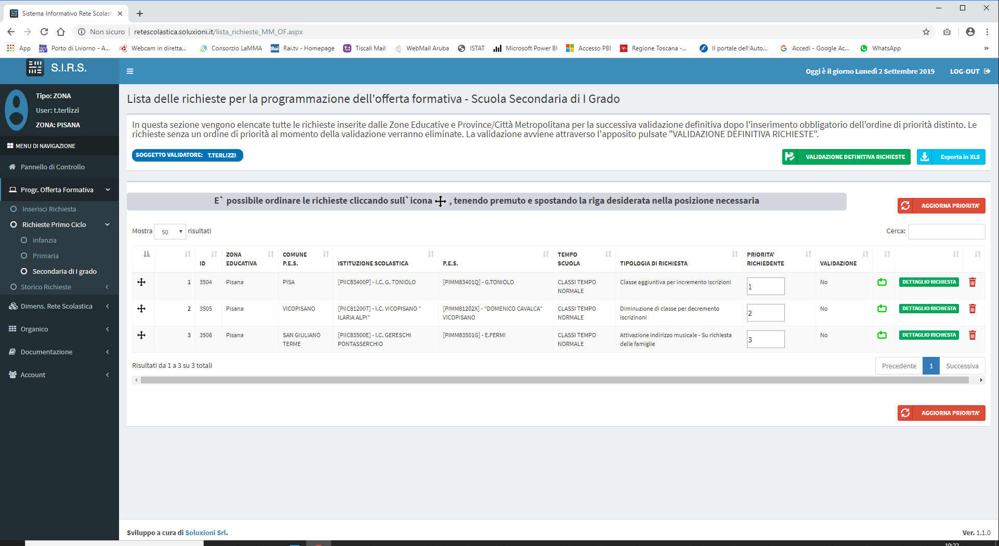 Sistema Informativo Rete Scolast
Non sicuro
retescolastica.soluxioni.it/lista_richieste_MM_OF.aspx
App
Porto di Livorno - A...
Webcam in diretta...
Consorzio LaMMA
Rai.tv - Homepage
Tiscali Mail
WebMail Aruba
ISTAT
Microsoft Power BI
Accesso PBI
Regione Toscana -...
Il portale dell'Auto...
Accedi - Google Ac...
WhatsApp
»
S.I.R.S.
Oggi è il giorno Lunedì 2 Settembre 2019
LOG-OUT
Tipo: ZONA
User: t.terlizzi
ZONA: PISANA
MENU DI NAVIGAZIONE
Pannello di Controllo
Progr. Offerta Formativa
Inserisci Richiesta
Richieste Primo Ciclo
Infanzia
Primaria
Secondaria di I grado
Storico Richieste
Dimens. Rete Scolastica
Organico
Documentazione
Account
Lista delle richieste per la programmazione dell'offerta formativa - Scuola Secondaria di I Grado
In questa sezione vengono elencate tutte le richieste inserite dalle Zone Educative e Province/Città Metropolitana per la successiva validazione definitiva dopo l'inserimento obbligatorio dell'ordine di priorità distinto. Le
richieste senza un ordine di priorità al momento della validazione verranno eliminate. La validazione avviene attraverso l'apposito pulsate "VALIDAZIONE DEFINITIVA RICHIESTE".
SOGGETTO VALIDATORE: T.TERLIZZI
VALIDAZIONE DEFINITIVA RICHIESTE
Esporta in XLS
E` possibile ordinare le richieste cliccando sull`icona , tenendo premuto e spostando la riga desiderata nella posizione necessaria
AGGIORNA PRIORITA'
Mostra 50 risultati
Cerca:
ID
ZONA
EDUCATIVA
COMUNE
P.E.S.
ISTITUZIONE SCOLASTICA
P.E.S.
TEMPO
SCUOLA
TIPOLOGIA DI RICHIESTA
PRIORITA'
RICHIEDENTE
VALIDAZIONE
1
3504
Pisana
PISA
[PIIC83400P] - I.C. G. TONIOLO
[PIMM83401Q] - G.TONIOLO
CLASSI TEMPO
NORMALE
Classe aggiuntiva per incremento iscrizioni
1
No
DETTAGLIO RICHIESTA
2
3505
Pisana
VICOPISANO
[PIIC81200T] - I.C. VICOPISANO "
ILARIA ALPI"
[PIMM81202X] - "DOMENICO CAVALCA"
VICOPISANO
CLASSI TEMPO
NORMALE
Diminuzione di classe per decremento
iscrizinoni
2
No
DETTAGLIO RICHIESTA
3
3506
Pisana
SAN GIULIANO
TERME
[PIIC83500E] - I.C. GERESCHI
PONTASSERCHIO
[PIMM83501G] - E.FERMI
CLASSI TEMPO
NORMALE
Attivazione indirizzo musicale - Su richiesta
delle famiglie
3
No
DETTAGLIO RICHIESTA
Risultati da 1 a 3 su 3 totali
Precedente
1
Successiva
AGGIORNA PRIORITA'
Sviluppo a cura di Soluxioni Srl.
Ver. 1.1.0
10:22